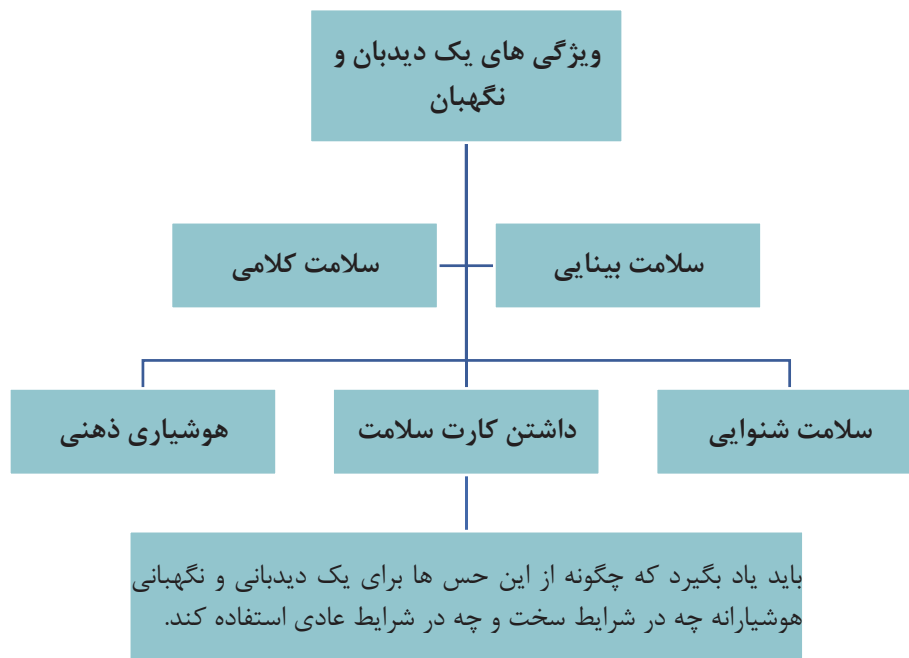 ویژگی های یک دیدبان و
نگهبان
سلامت بینایی
سلامت کلامی
سلامت شنوایی
داشتن کارت سلامت
هوشیاری ذهنی
باید یاد بگیرد که چگونه از این حس ها برای یک دیدبانی و نگهبانی
هوشیارانه چه در شرایط سخت و چه در شرایط عادی استفاده کند.